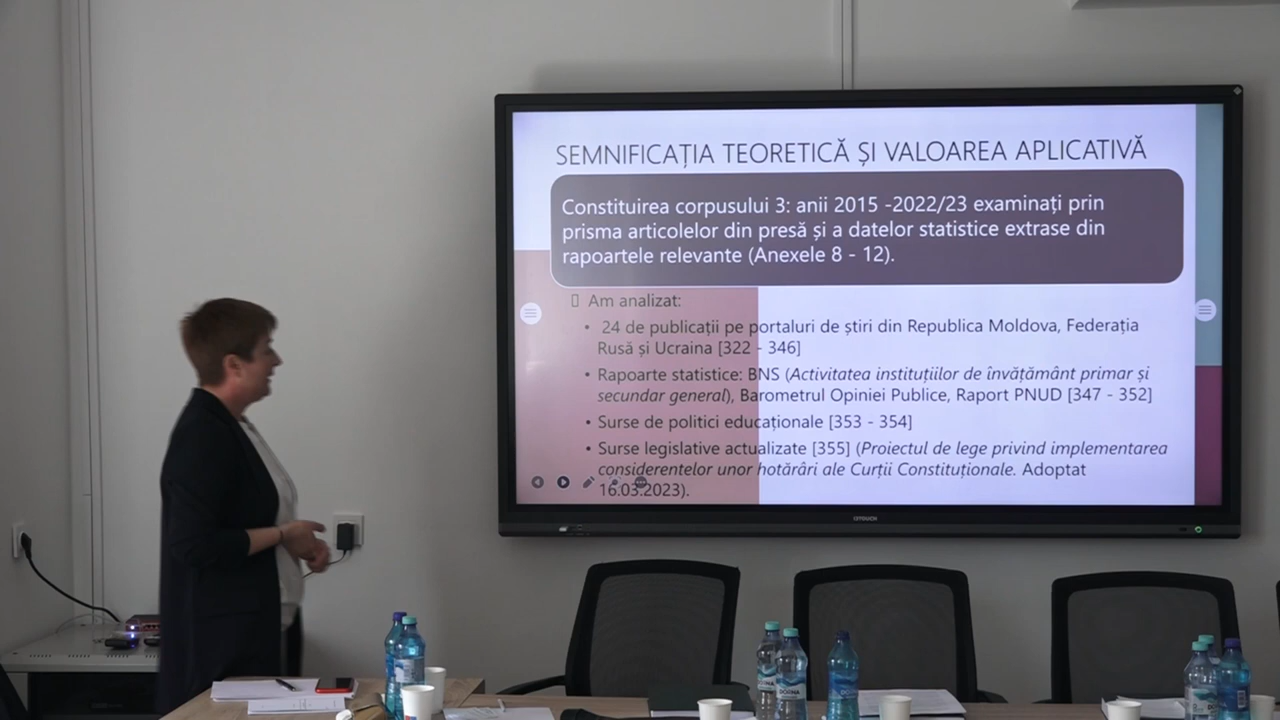 SEMNIFICAȚIA TEORETICĂ ȘI VALOAREA APLICATIVĂ
Constituirea corpusului 3: anii 2015 -2022/23 examinați prin
prisma articolelor din presă și a datelor statistice extrase din
rapoartele relevante (Anexele 8 - 12).
Am analizat:
• 24 de publicații pe portaluri de știri din Republica Moldova, Federația
Rusă și Ucraina [322 - 346]
• Rapoarte statistice: BNS (Activitatea instituțiilor de învățământ primar și
secundar general), Barometrul Opiniei Publice, Raport PNUD [347 - 352]
• Surse de politici educaționale [353 - 354]
• Surse legislative actualizate [355] (Proiectul de lege privind implementarea
considerentelor unor hotărâri ale Curții Constituționale. Adoptat
16.03.2023).
DORNA